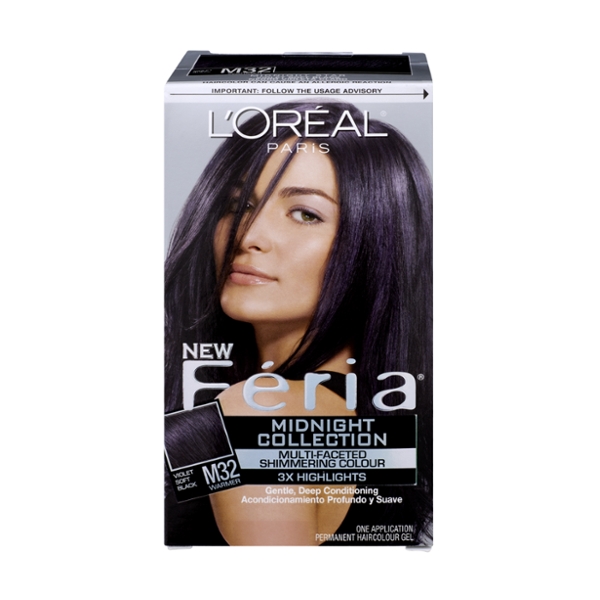 M32
IMPORTANT: FOLLOW THE USAGE ADVISORY
L'ORÉAL
PARIS
NEW
Féria®
MIDNIGHT
COLLECTION
MULTI-FACETED
SHIMMERING COLOUR
3X HIGHLIGHTS
VIOLET
SOFT
BLACK
M32
WARMER
Gentle, Deep Conditioning
Acondicionamiento Profundo y Suave
ONE APPLICATION
PERMANENT HAIRCOLOUR GEL